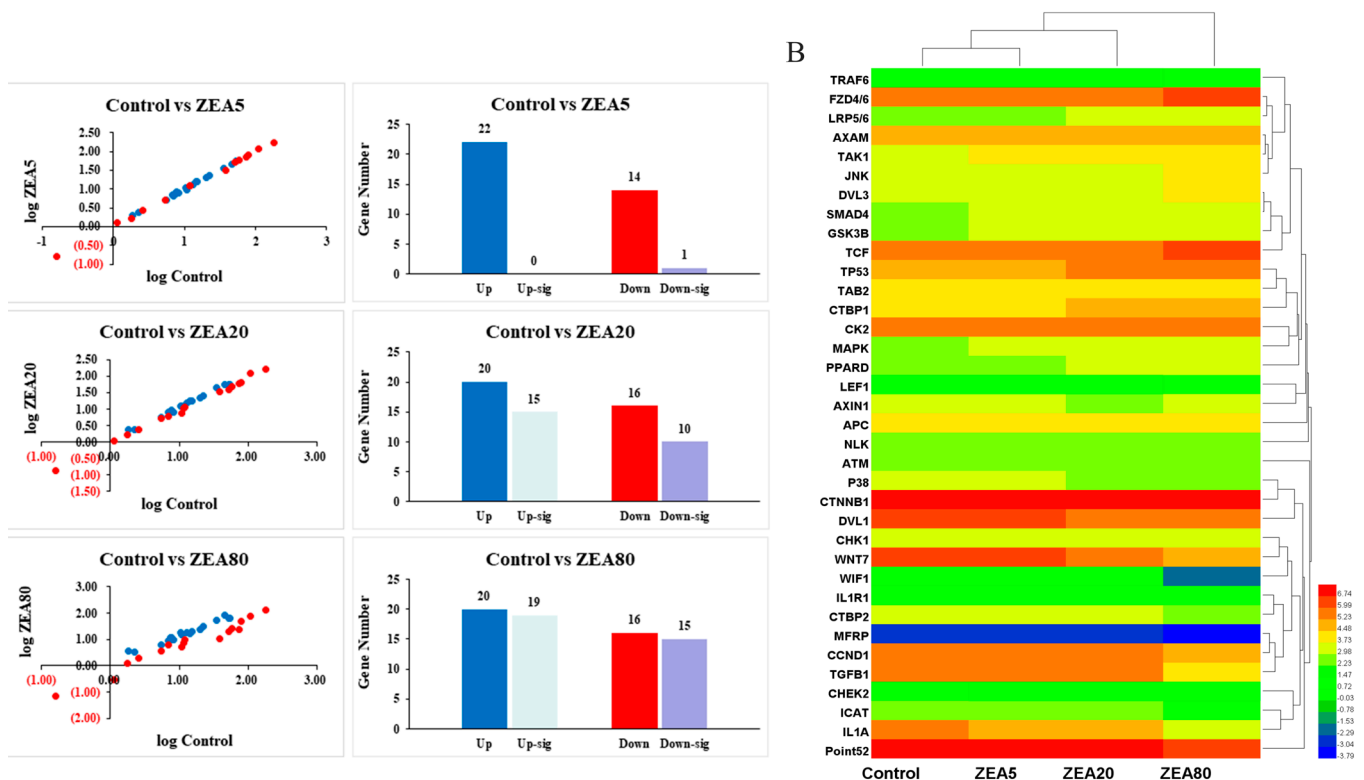 B
Control vs ZEA5
log ZEA5
2.50
2.00
1.50
1.00
0.50
0.00
(0.50)
(1.00)
-1 0 1 2 3
log Control
Control vs ZEA5
Gene Number
25
20
15
10
5
0
22
0
14
1
Up Up-sig Down Down-sig
Control vs ZEA20
log ZEA20
2.50
2.00
1.50
1.00
0.50
0.00
(0.50)
(1.00)
(1.50)
(1.00) 0.00 1.00 2.00 3.00
log Control
Control vs ZEA20
Gene Number
25
20
15
10
5
0
20
15
16
10
Up Up-sig Down Down-sig
Control vs ZEA80
log ZEA80
3.00
2.00
1.00
0.00
(1.00)
(2.00)
(1.00) 0.00 1.00 2.00 3.00
log Control
Control vs ZEA80
Gene Number
25
20
15
10
5
0
20
19
16
15
Up Up-sig Down Down-sig
TRAF6
FZD4/6
LRP5/6
AXAM
TAK1
JNK
DVL3
SMAD4
GSK3B
TCF
TP53
TAB2
CTBP1
CK2
MAPK
PPARD
LEF1
AXIN1
APC
NLK
ATM
P38
CTNNB1
DVL1
CHK1
WNT7
WIF1
IL1R1
CTBP2
MFRP
CCND1
TGFB1
CHEK2
ICAT
IL1A
Point52
Control ZEA5 ZEA20 ZEA80
6.74
5.99
5.23
4.48
3.73
2.98
2.23
1.47
0.72
-0.03
-0.78
-1.53
-2.29
-3.04
-3.79